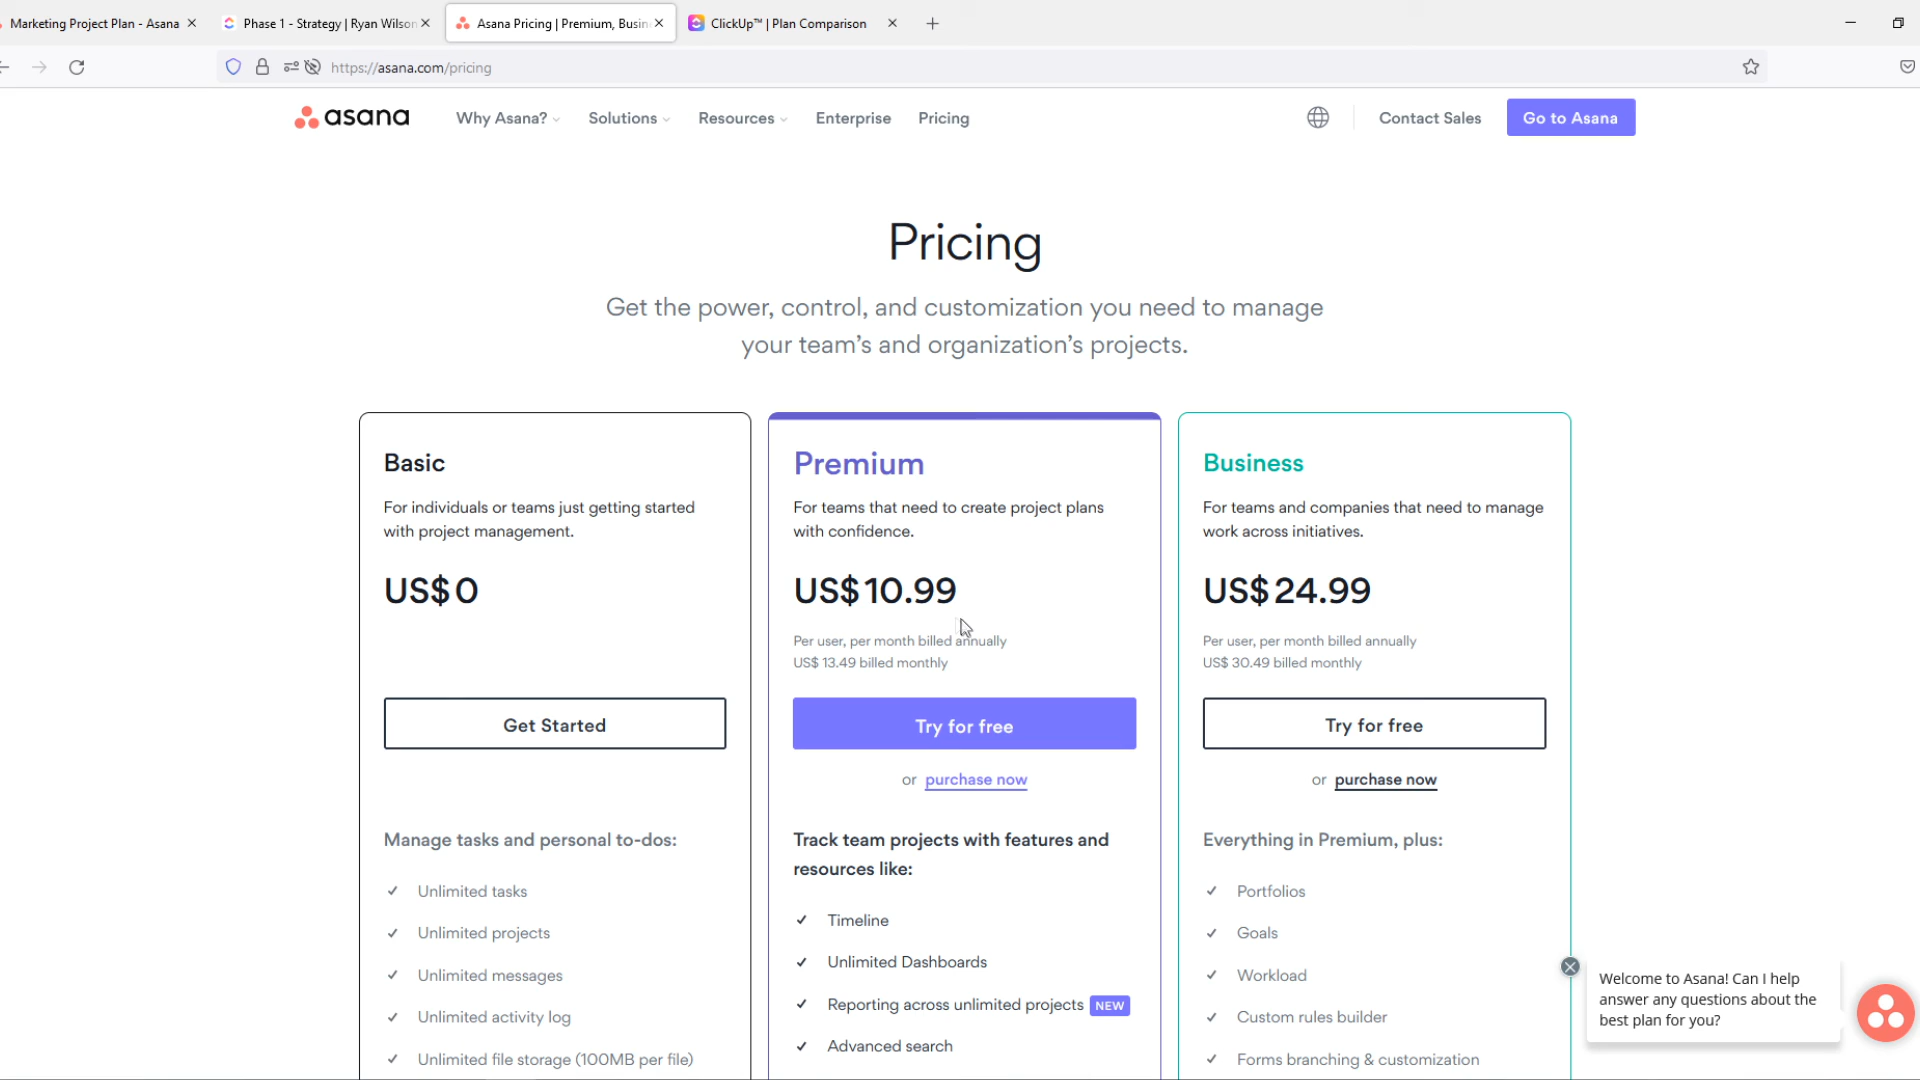 Marketing Project Plan - Asana
Phase 1 - Strategy | Ryan Wilson
Asana Pricing | Premium, Busin
ClickUp™ | Plan Comparison
https://asana.com/pricing
asana
Why Asana?
Solutions
Resources
Enterprise
Pricing
Contact Sales
Go to Asana
Pricing
Get the power, control, and customization you need to manage
your team's and organization's projects.
Basic
For individuals or teams just getting started
with project management.
US$0
Get Started
Manage tasks and personal to-dos:
Unlimited tasks
Unlimited projects
Unlimited messages
Unlimited activity log
Unlimited file storage (100MB per file)
Premium
For teams that need to create project plans
with confidence.
US$10.99
Per user, per month billed annually
US$ 13.49 billed monthly
Try for free
or purchase now
Track team projects with features and
resources like:
Timeline
Unlimited Dashboards
Reporting across unlimited projects NEW
Advanced search
Business
For teams and companies that need to manage
work across initiatives.
US$24.99
Per user, per month billed annually
US$ 30.49 billed monthly
Try for free
or purchase now
Everything in Premium, plus:
Portfolios
Goals
Workload
Custom rules builder
Forms branching & customization
Welcome to Asana! Can I help
answer any questions about the
best plan for you?